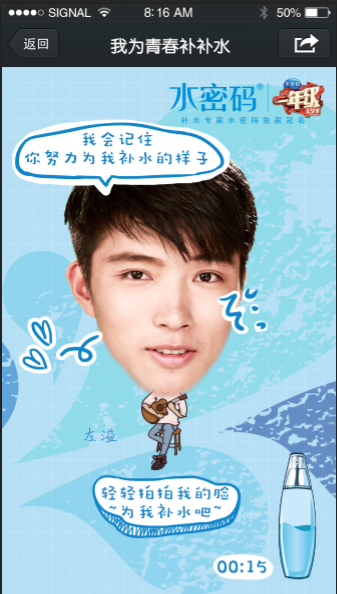 SIGNAL 8:16 AM 50%
返回 我为青春补补水
水密码® 一年级
补水专家水密码独家冠名
我会记住
你努力为我补水的样子
左溢
轻轻拍拍我的脸
~为我补水吧~
00:15